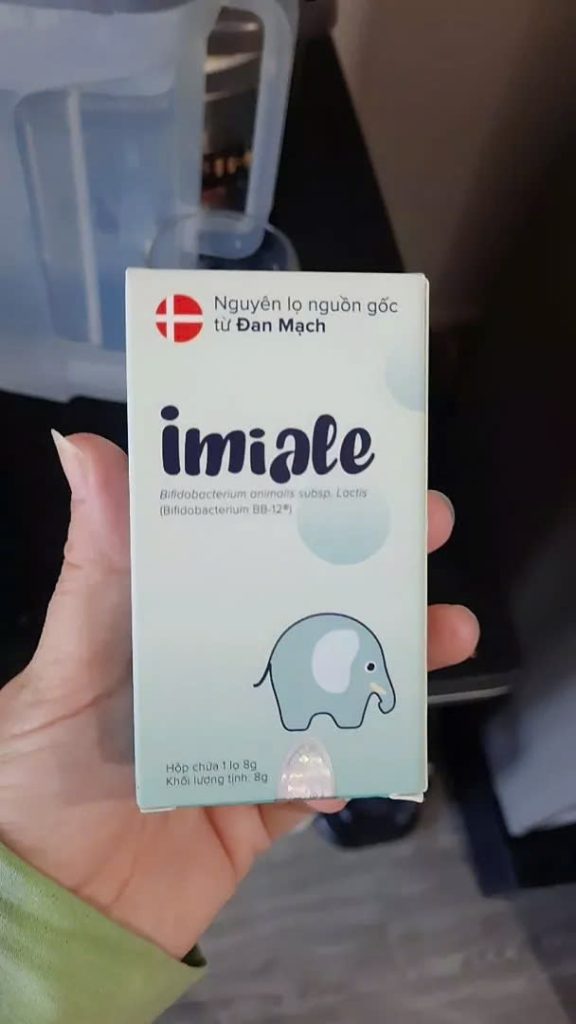 Nguyên lọ nguồn gốc
từ Đan Mạch
imiale
Bifidobacterium animalis subsp. Lactis
(Bifidobacterium BB-12®)
Hộp chứa 1 lọ 8g
Khối lượng tịnh: 8g